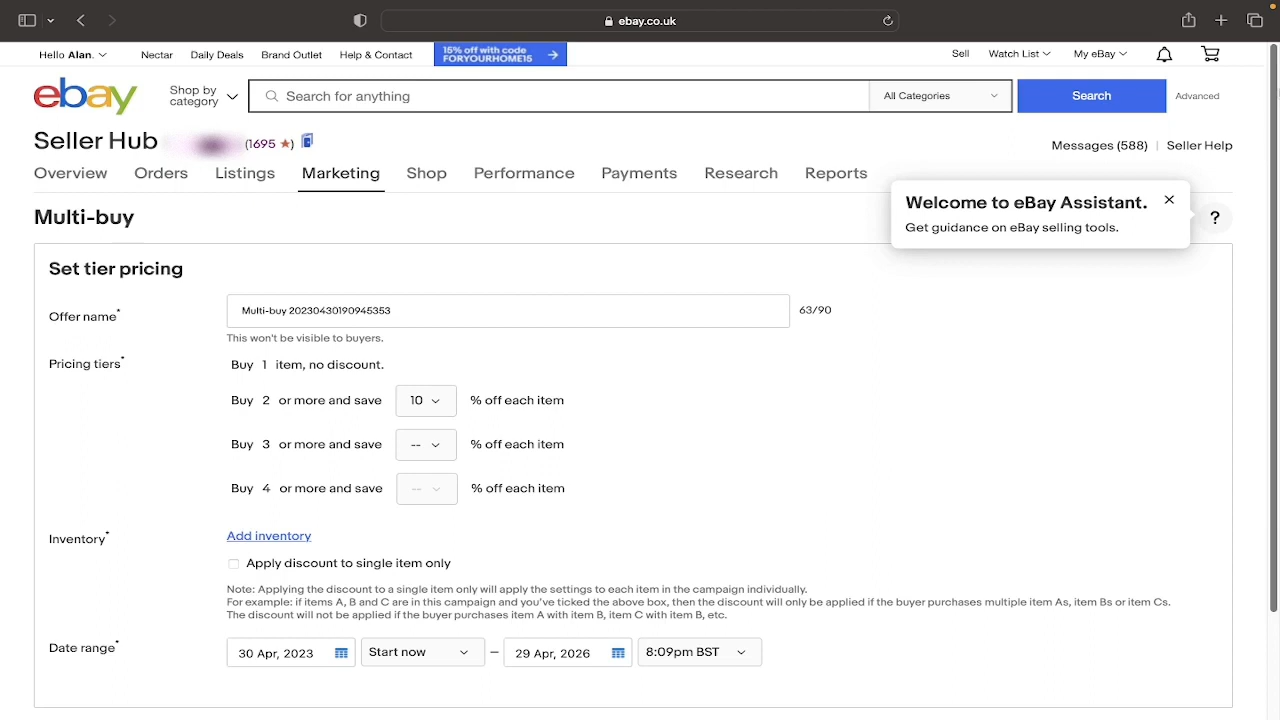 ebay.co.uk
Hello Alan.
Nectar
Daily Deals
Brand Outlet
Help & Contact
15% off with code
FORYOURHOME15
Sell
Watch List
My eBay
ebay
Shop by
category
Search for anything
All Categories
Search
Advanced
Seller Hub
(1695 ★)
Messages (588) | Seller Help
Overview
Orders
Listings
Marketing
Shop
Performance
Payments
Research
Reports
Welcome to eBay Assistant.
Get guidance on eBay selling tools.
?
Multi-buy
Set tier pricing
Offer name*
Multi-buy 20230430190945353
63/90
This won't be visible to buyers.
Pricing tiers*
Buy 1 item, no discount.
Buy 2 or more and save 10 % off each item
Buy 3 or more and save -- % off each item
Buy 4 or more and save -- % off each item
Inventory*
Add inventory
Apply discount to single item only
Note: Applying the discount to a single item only will apply the settings to each item in the campaign individually.
For example: if items A, B and C are in this campaign and you've ticked the above box, then the discount will only be applied if the buyer purchases multiple item As, item Bs or item Cs.
The discount will not be applied if the buyer purchases item A with item B, item C with item B, etc.
Date range*
30 Apr, 2023 Start now – 29 Apr, 2026 8:09pm BST